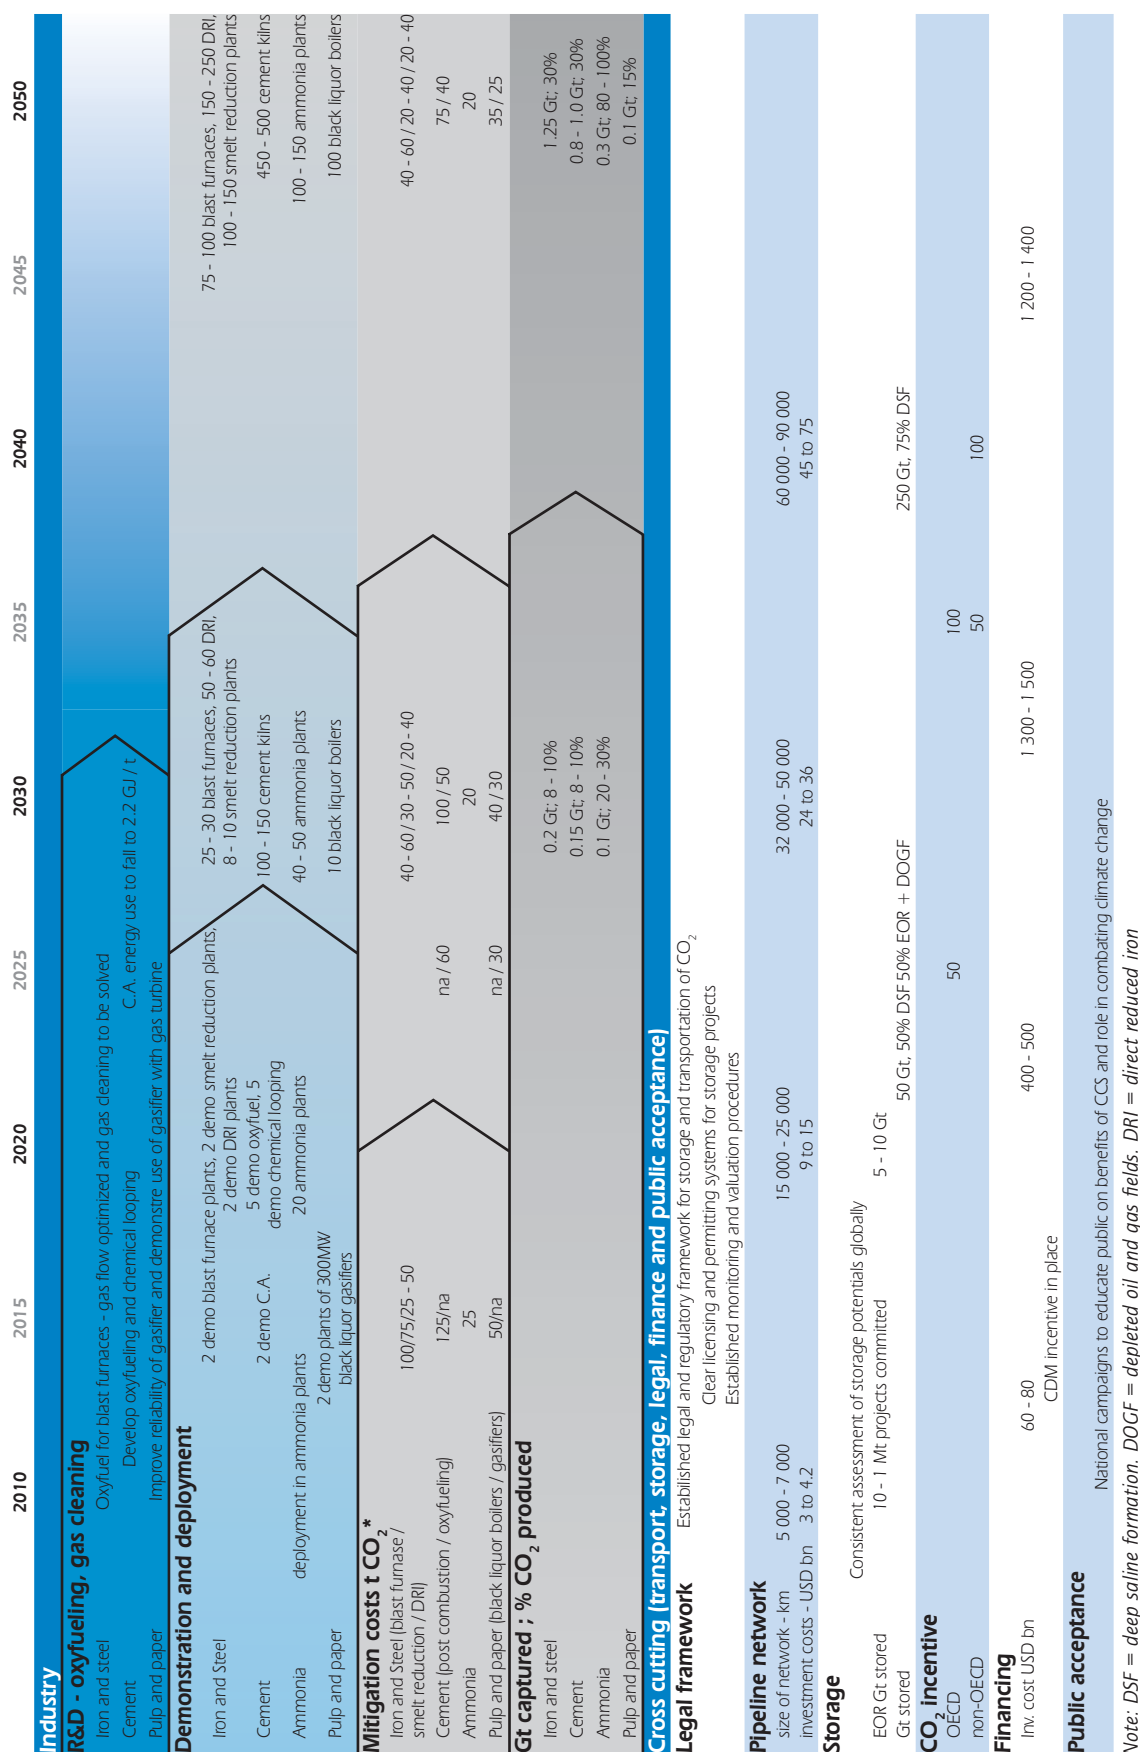 2010 2015 2020 2025 2030 2035 2040 2045 2050
Industry
R&D - oxyfueling, gas cleaning
Iron and steel Oxyfuel for blast furnaces - gas flow optimized and gas cleaning to be solved
Cement Develop oxyfueling and chemical looping C.A. energy use to fall to 2.2 GJ / t
Pulp and paper Improve reliability of gasifier and demonstre use of gasifier with gas turbine
Demonstration and deployment
Iron and Steel 2 demo blast furnace plants, 2 demo smelt reduction plants, 25 - 30 blast furnaces, 50 - 60 DRI, 75 - 100 blast furnaces, 150 - 250 DRI,
2 demo DRI plants 8 - 10 smelt reduction plants 100 - 150 smelt reduction plants
5 demo oxyfuel, 5
Cement 2 demo C.A. 100 - 150 cement kilns 450 - 500 cement kilns
demo chemical looping
Ammonia deployment in ammonia plants 20 ammonia plants 40 - 50 ammonia plants 100 - 150 ammonia plants
2 demo plants of 300MW
Pulp and paper 10 black liquor boilers 100 black liquor boilers
black liquor gasifiers
Mitigation costs t CO2*
Iron and Steel (blast furnase / 100/75/25 - 50 40 - 60 / 30 - 50 / 20 - 40 40 - 60 / 20 - 40 / 20 - 40
smelt reduction / DRI)
Cement (post combustion / oxyfueling) 125/na na / 60 100 / 50 75 / 40
Ammonia 25 20 20
Pulp and paper (black liquor boilers / gasifiers) 50/na na / 30 40 / 30 35 / 25
Gt captured ; % CO2 produced
Iron and steel 0.2 Gt; 8 - 10% 1.25 Gt; 30%
Cement 0.15 Gt; 8 - 10% 0.8 - 1.0 Gt; 30%
Ammonia 0.1 Gt; 20 - 30% 0.3 Gt; 80 - 100%
Pulp and paper 0.1 Gt; 15%
Cross cutting (transport, storage, legal, finance and public acceptance)
Legal framework Established legal and regulatory framework for storage and transportation of CO2
Clear licensing and permitting systems for storage projects
Established monitoring and valuation procedures
Pipeline network
size of network - km 5 000 - 7 000 15 000 - 25 000 32 000 - 50 000 60 000 - 90 000
investment costs - USD bn 3 to 4.2 9 to 15 24 to 36 45 to 75
Storage
Consistent assessment of storage potentials globally
EOR Gt stored 10 - 1 Mt projects committed 5 - 10 Gt
Gt stored 50 Gt, 50% DSF 50% EOR + DOGF 250 Gt, 75% DSF
CO2 incentive
OECD 50 100
non-OECD 50 100
Financing
Inv. cost USD bn 60 - 80 400 - 500 1 300 - 1 500 1 200 - 1 400
CDM incentive in place
Public acceptance
National campaigns to educate public on benefits of CCS and role in combating climate change
Note: DSF = deep saline formation. DOGF = depleted oil and gas fields. DRI = direct reduced iron